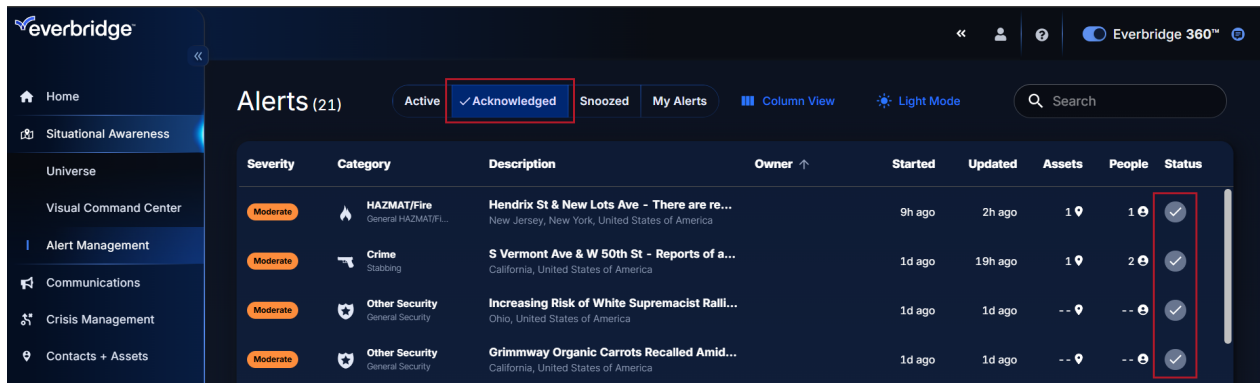 everbridge™
«
« Everbridge 360™
Home
Situational Awareness
Universe
Visual Command Center
Alert Management
Communications
Crisis Management
Contacts + Assets
Alerts (21)
Active ✓Acknowledged Snoozed My Alerts Column View Light Mode Search
Severity Category Description Owner ↑ Started Updated Assets People Status
Moderate HAZMAT/Fire Hendrix St & New Lots Ave - There are re... 9h ago 2h ago 1 1
General HAZMAT/Fi... New Jersey, New York, United States of America
Moderate Crime S Vermont Ave & W 50th St - Reports of a... 1d ago 19h ago 1 2
Stabbing California, United States of America
Moderate Other Security Increasing Risk of White Supremacist Ralli... 1d ago 1d ago -- --
General Security Ohio, United States of America
Moderate Other Security Grimmway Organic Carrots Recalled Amid... 1d ago 1d ago -- --
General Security California, United States of America